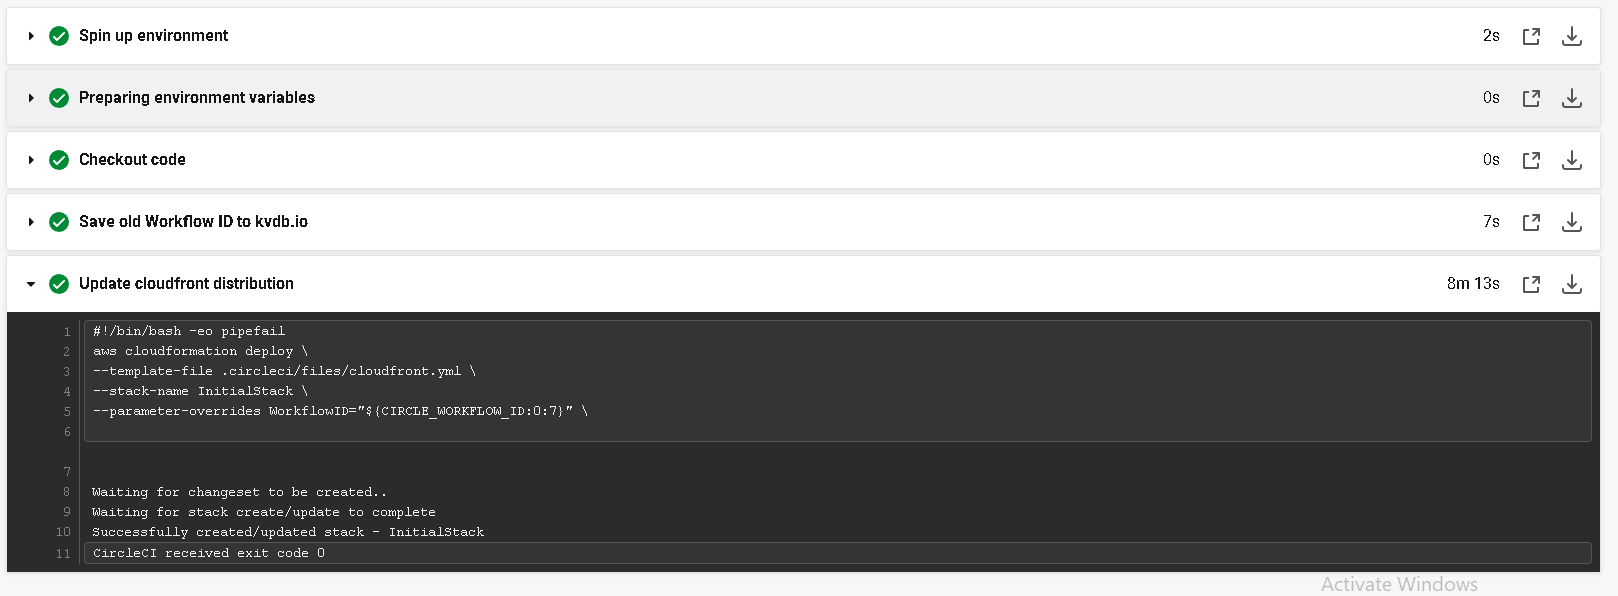 Spin up environment 2s
Preparing environment variables 0s
Checkout code 0s
Save old Workflow ID to kvdb.io 7s
Update cloudfront distribution 8m 13s
1 #!/bin/bash -eo pipefail
2 aws cloudformation deploy \
3 --template-file .circleci/files/cloudfront.yml \
4 --stack-name InitialStack \
5 --parameter-overrides WorkflowID="${CIRCLE_WORKFLOW_ID:0:7}" \
6
7
8 Waiting for changeset to be created..
9 Waiting for stack create/update to complete
10 Successfully created/updated stack - InitialStack
11 CircleCI received exit code 0
Activate Windows